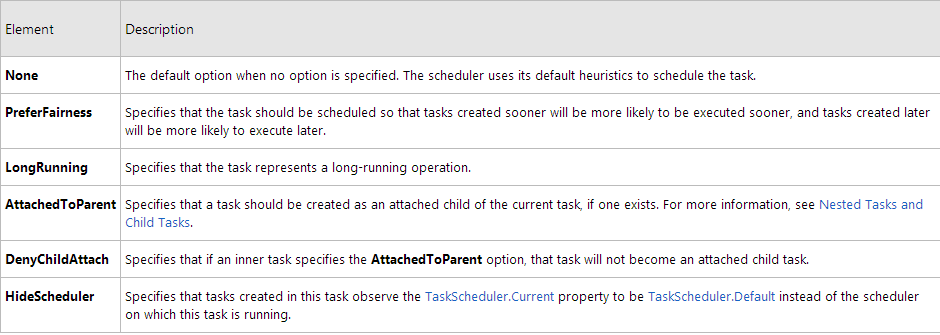 Element Description
None The default option when no option is specified. The scheduler uses its default heuristics to schedule the task.
PreferFairness Specifies that the task should be scheduled so that tasks created sooner will be more likely to be executed sooner, and tasks created later
will be more likely to execute later.
LongRunning Specifies that the task represents a long-running operation.
AttachedToParent Specifies that a task should be created as an attached child of the current task, if one exists. For more information, see Nested Tasks and
Child Tasks.
DenyChildAttach Specifies that if an inner task specifies the AttachedToParent option, that task will not become an attached child task.
HideScheduler Specifies that tasks created in this task observe the TaskScheduler.Current property to be TaskScheduler.Default instead of the scheduler
on which this task is running.